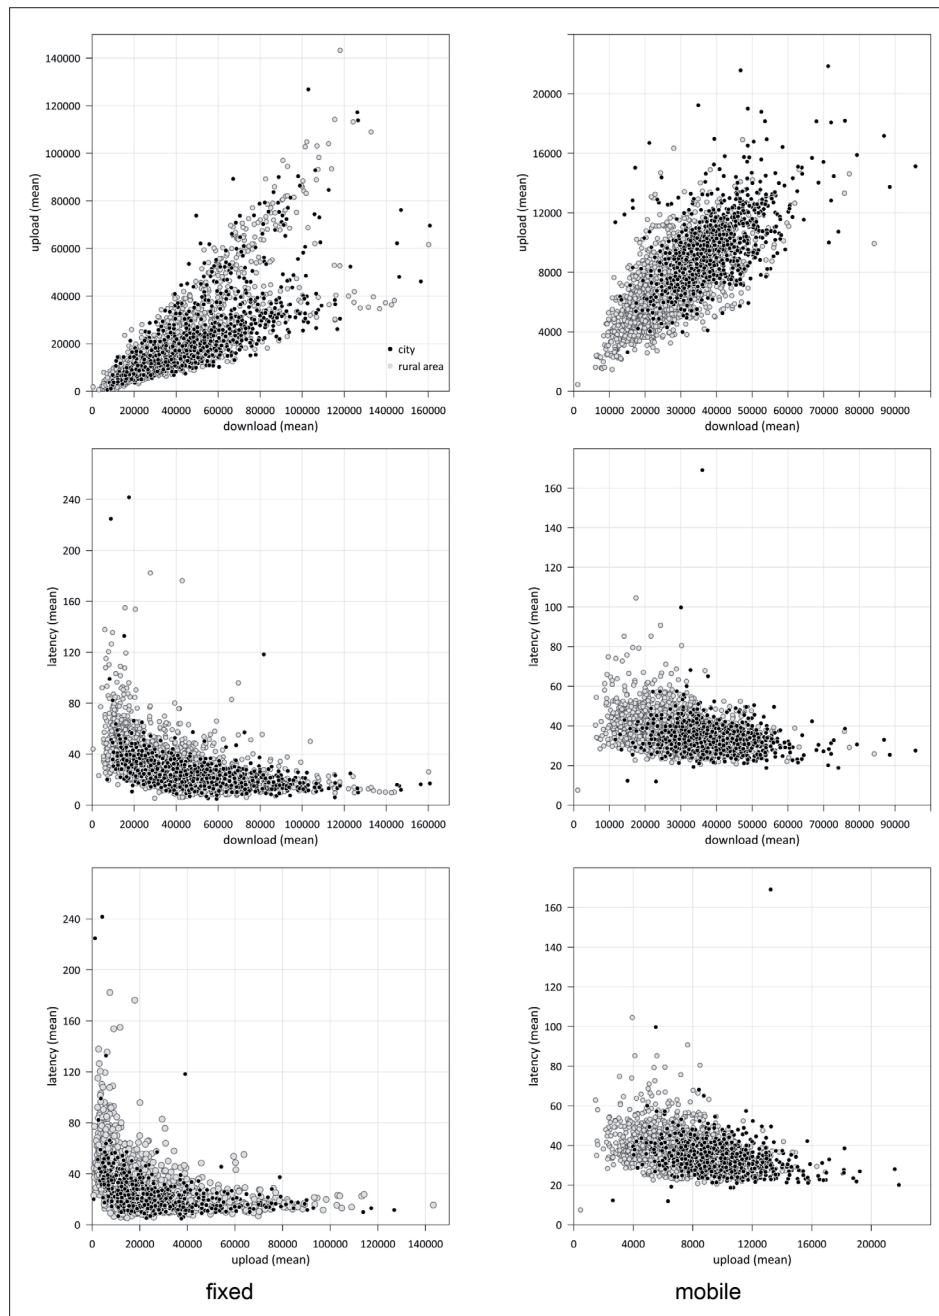 140000
120000
100000
80000
60000
40000
20000
0
upload (mean)
city
rural area
0 20000 40000 60000 80000 100000 120000 140000 160000
download (mean)
20000
16000
12000
8000
4000
0
upload (mean)
0 10000 20000 30000 40000 50000 60000 70000 80000 90000
download (mean)
240
200
160
120
80
40
0
latency (mean)
0 20000 40000 60000 80000 100000 120000 140000 160000
download (mean)
160
140
120
100
80
60
40
20
0
latency (mean)
0 10000 20000 30000 40000 50000 60000 70000 80000 90000
download (mean)
240
200
160
120
80
40
0
latency (mean)
0 20000 40000 60000 80000 100000 120000 140000
upload (mean)
160
140
120
100
80
60
40
20
0
latency (mean)
4000 8000 12000 16000 20000
upload (mean)
fixed
mobile